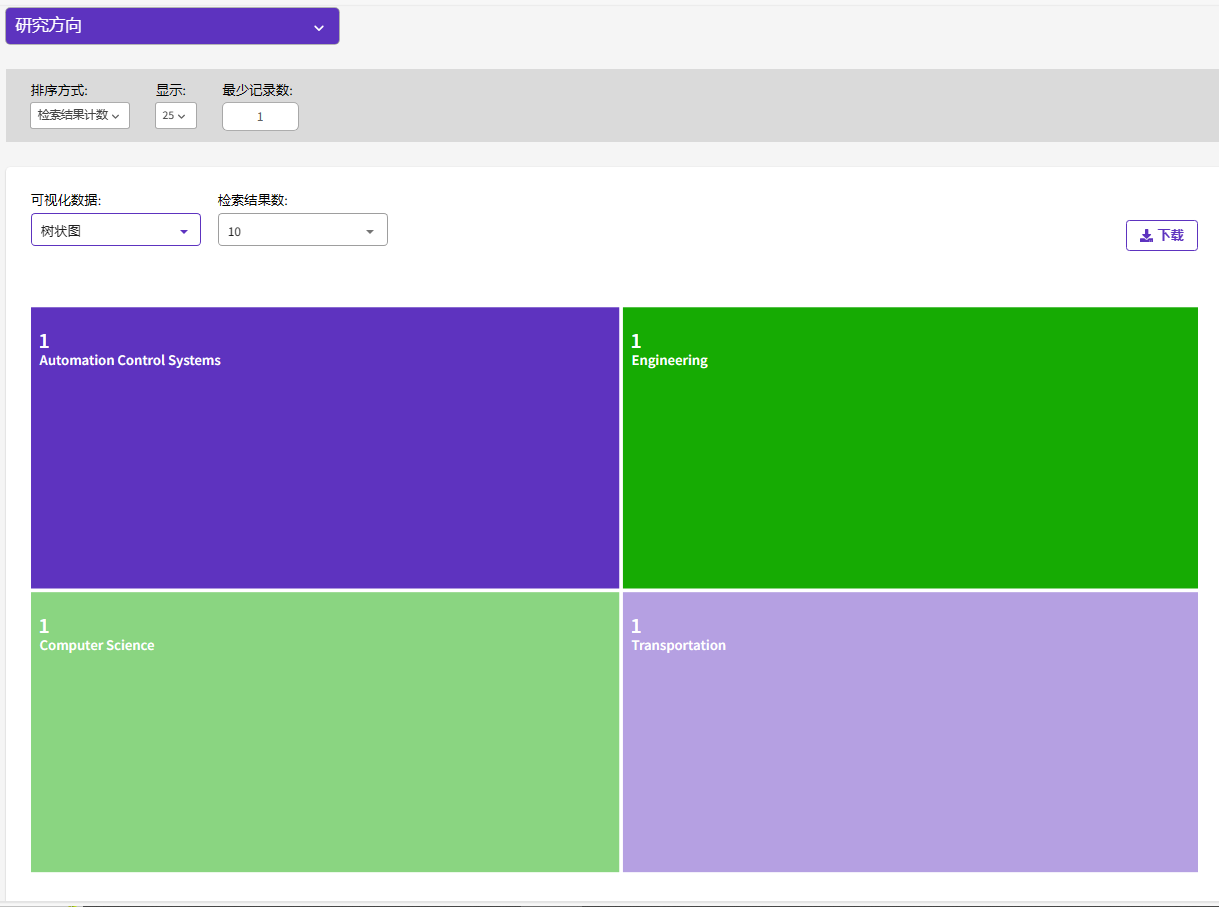 研究方向
排序方式: 显示: 最少记录数:
检索结果计数 25 1
可视化数据: 检索结果数:
树状图 10
下载
1
Automation Control Systems
1
Engineering
1
Computer Science
1
Transportation